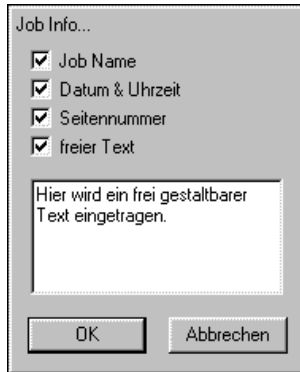 Job Info...
Job Name
Datum & Uhrzeit
Seitennummer
freier Text
Hier wird ein frei gestaltbarer
Text eingetragen.
OK
Abbrechen